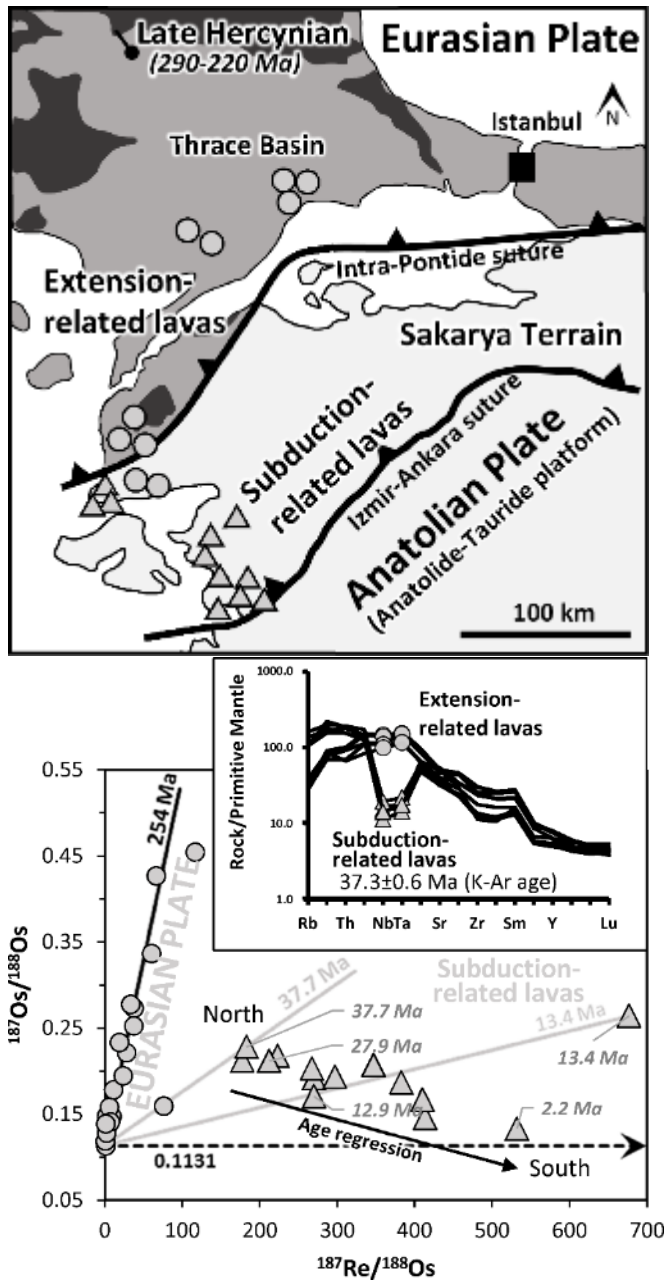 Late Hercynian
(290-220 Ma)
Eurasian Plate
N
Istanbul
Thrace Basin
Extension-
related lavas
Intra-Pontide suture
Sakarya Terrain
Subduction-
related lavas
Izmir-Ankara suture
Anatolian Plate
(Anatolide-Tauride platform)
100 km
Rock/Primitive Mantle
1000.0
100.0
10.0
1.0
Extension-
related lavas
Subduction-
related lavas
37.3±0.6 Ma (K-Ar age)
Rb Th NbTa Sr Zr Sm Y Lu
187Os/188Os
0.55
0.45
0.35
0.25
0.15
0.05
254 Ma
EURASIAN PLATE
37.7 Ma
Subduction-
related lavas
13.4 Ma
North
37.7 Ma
27.9 Ma
13.4 Ma
12.9 Ma
2.2 Ma
Age regression
South
0.1131
0 100 200 300 400 500 600 700
187Re/188Os